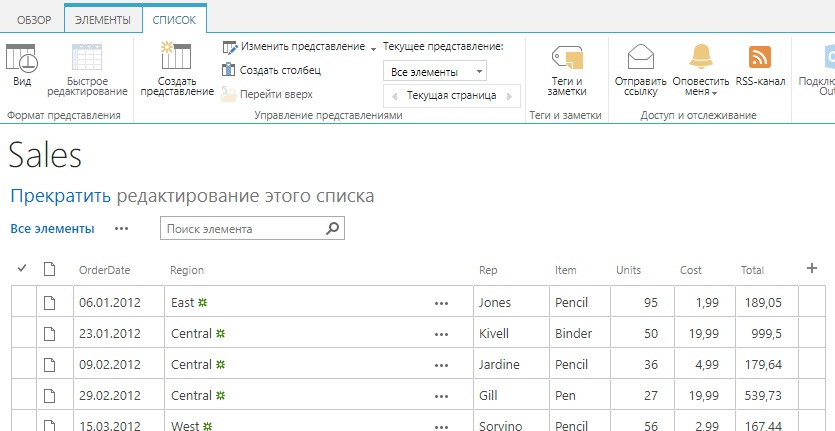 ОБЗОР ЭЛЕМЕНТЫ СПИСОК
Вид
Быстрое редактирование
Формат представления
Создать представление
Изменить представление
Создать столбец
Перейти вверх
Текущее представление:
Все элементы
Текущая страница
Управление представлениями
Теги и заметки
Теги и заметки
Отправить ссылку
Оповестить меня
RSS-канал
Доступ и отслеживание
Sales
Прекратить редактирование этого списка
Все элементы ••• Поиск элемента
OrderDate Region Rep Item Units Cost Total +
06.01.2012 East ••• Jones Pencil 95 1,99 189,05
23.01.2012 Central ••• Kivell Binder 50 19,99 999,5
09.02.2012 Central ••• Jardine Pencil 36 4,99 179,64
29.02.2012 Central ••• Gill Pen 27 19,99 539,73
15.03.2012 West ••• Sorvino Pencil 56 2,99 167,44